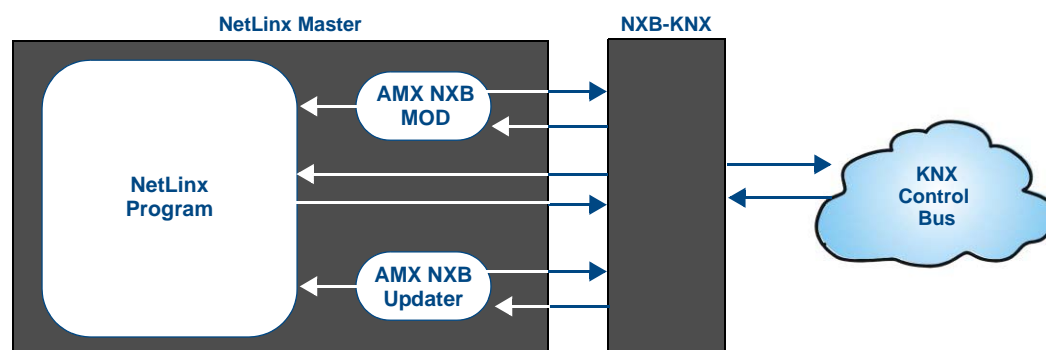 NetLinx Master
NXB-KNX
AMX NXB
MOD
NetLinx
Program
KNX
Control
Bus
AMX NXB
Updater